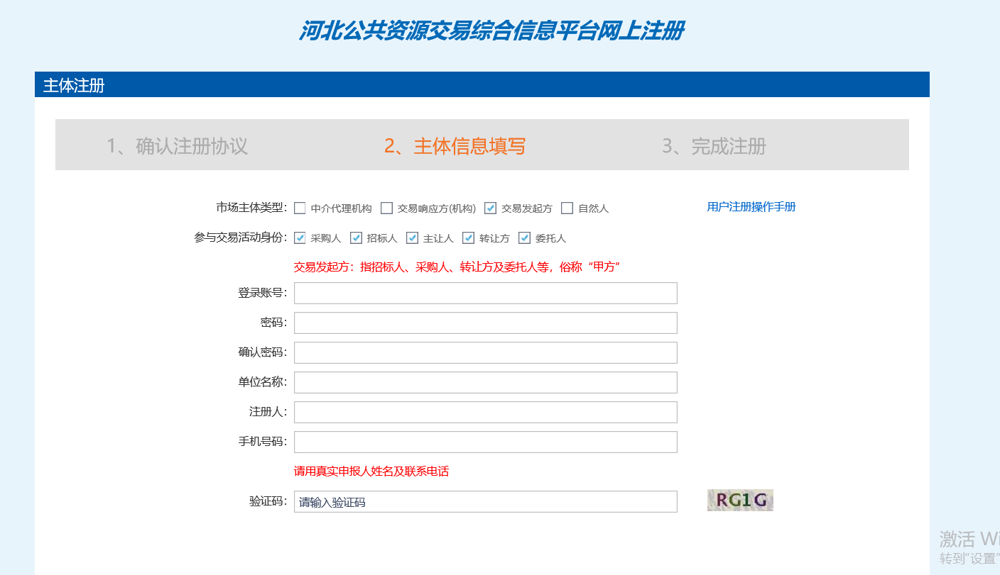 河北公共资源交易综合信息平台网上注册
主体注册
1、确认注册协议 2、主体信息填写 3、完成注册
市场主体类型： 中介代理机构 交易响应方(机构) 交易发起方 自然人 用户注册操作手册
参与交易活动身份： 采购人 招标人 主让人 转让方 委托人
交易发起方：指招标人、采购人、转让方及委托人等，俗称“甲方”
登录账号：
密码：
确认密码：
单位名称：
注册人：
手机号码：
请用真实申报人姓名及联系电话
验证码： 请输入验证码 RG1G
激活 Wi
转到“设置”